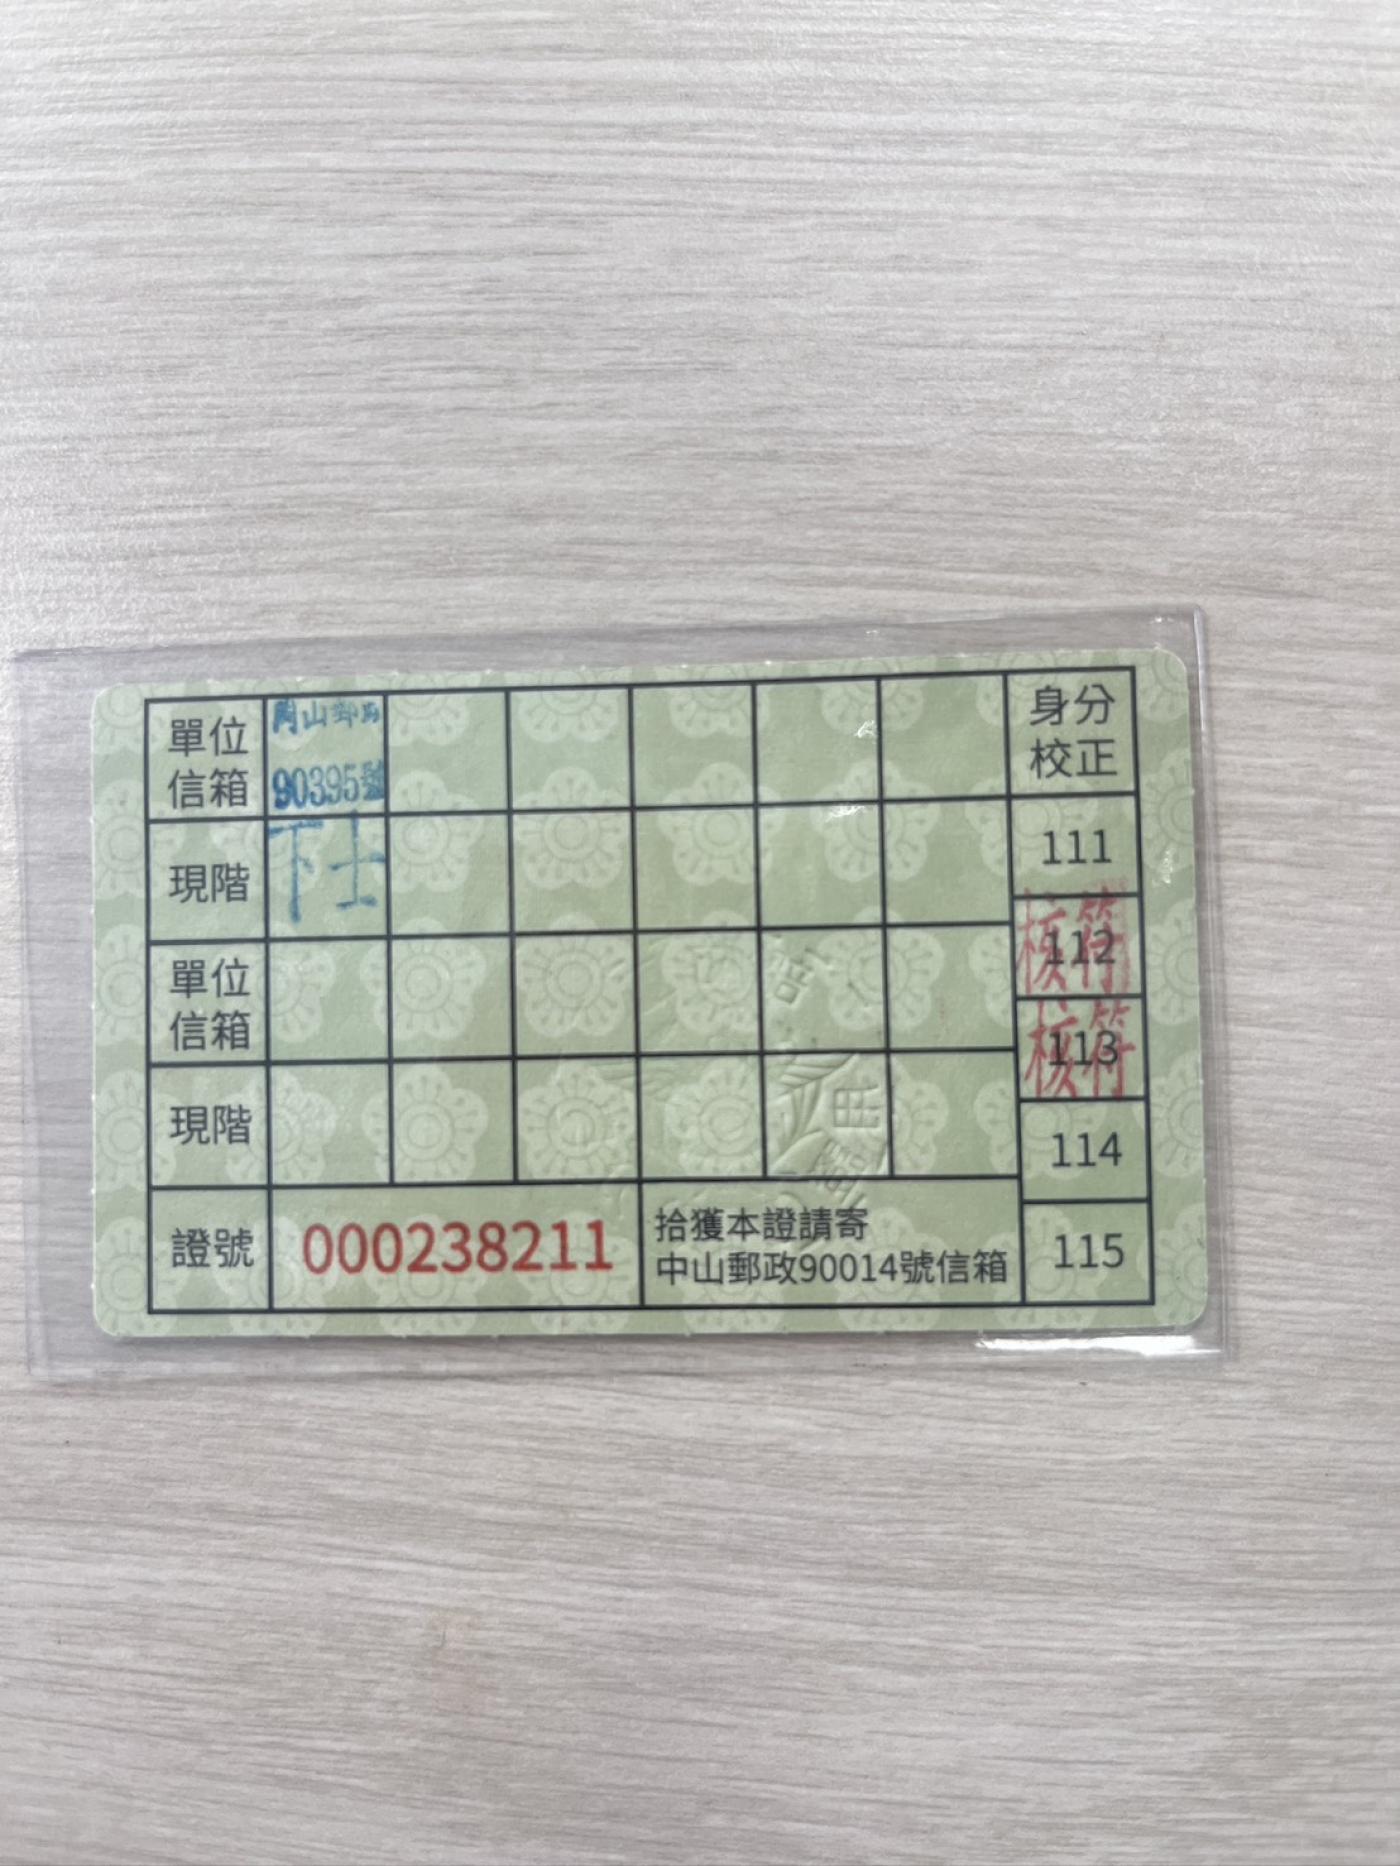 單位
信箱
岡山郵局
90395號
身分
校正
現階
下士
111
核符
112
單位
信箱
核符
113
現階
114
證號
000238211
拾獲本證請寄
中山郵政90014號信箱
115